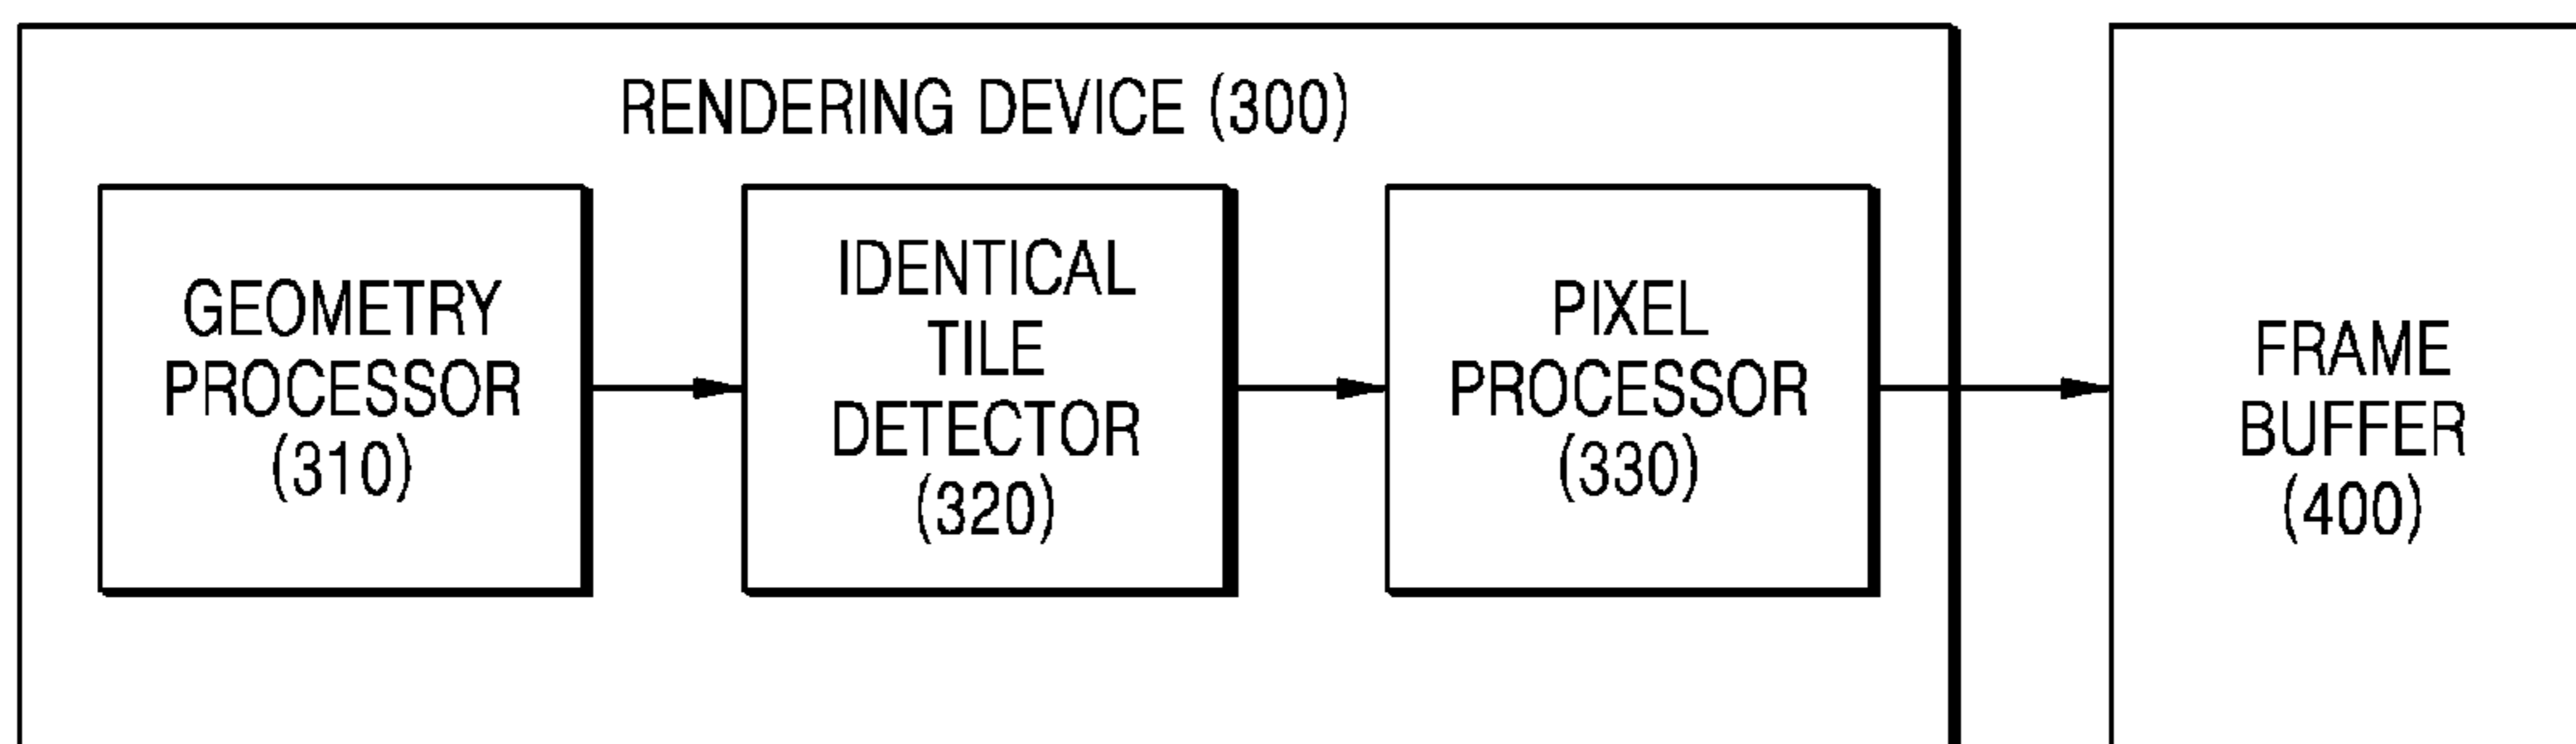 RENDERING DEVICE (300)
GEOMETRY
PROCESSOR
(310)
IDENTICAL
TILE
DETECTOR
(320)
PIXEL
PROCESSOR
(330)
FRAME
BUFFER
(400)